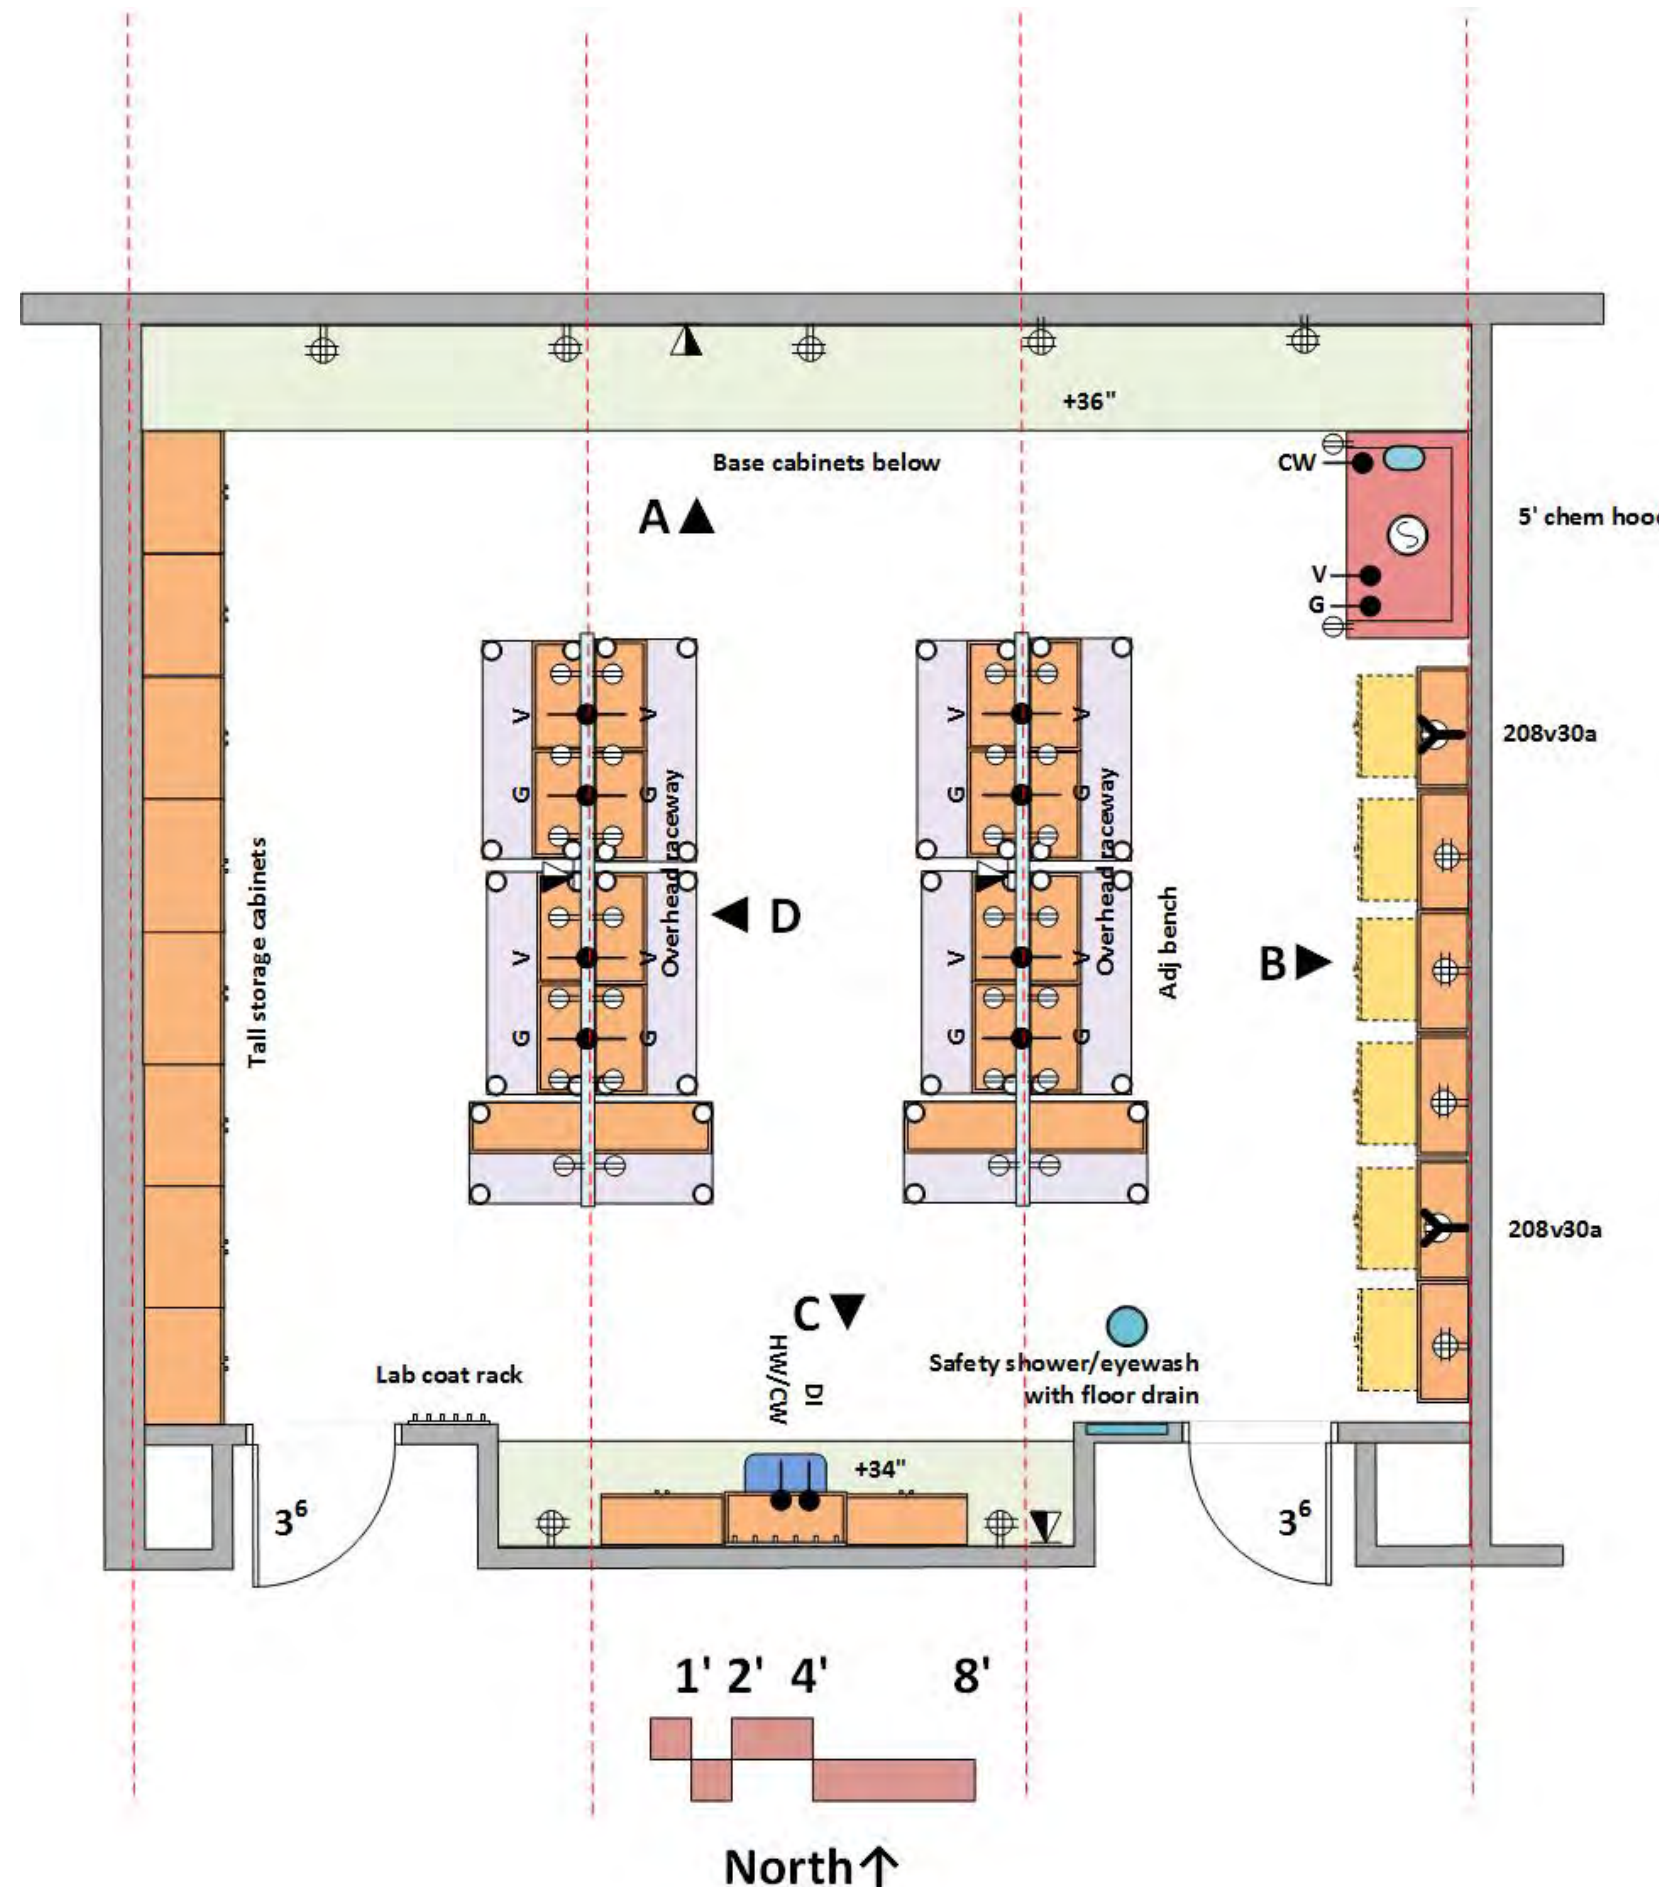 +36"
Base cabinets below
CW
A
5' chem hood
V
G
208v30a
V V
V V
G G
G G
Overhead raceway
Overhead raceway
Tall storage cabinets
D
Adj bench
B
V V
V V
G G
G G
208v30a
C
HW/CW
DI
Safety shower/eyewash
with floor drain
Lab coat rack
+34"
3⁶
3⁶
1' 2' 4' 8'
North↑